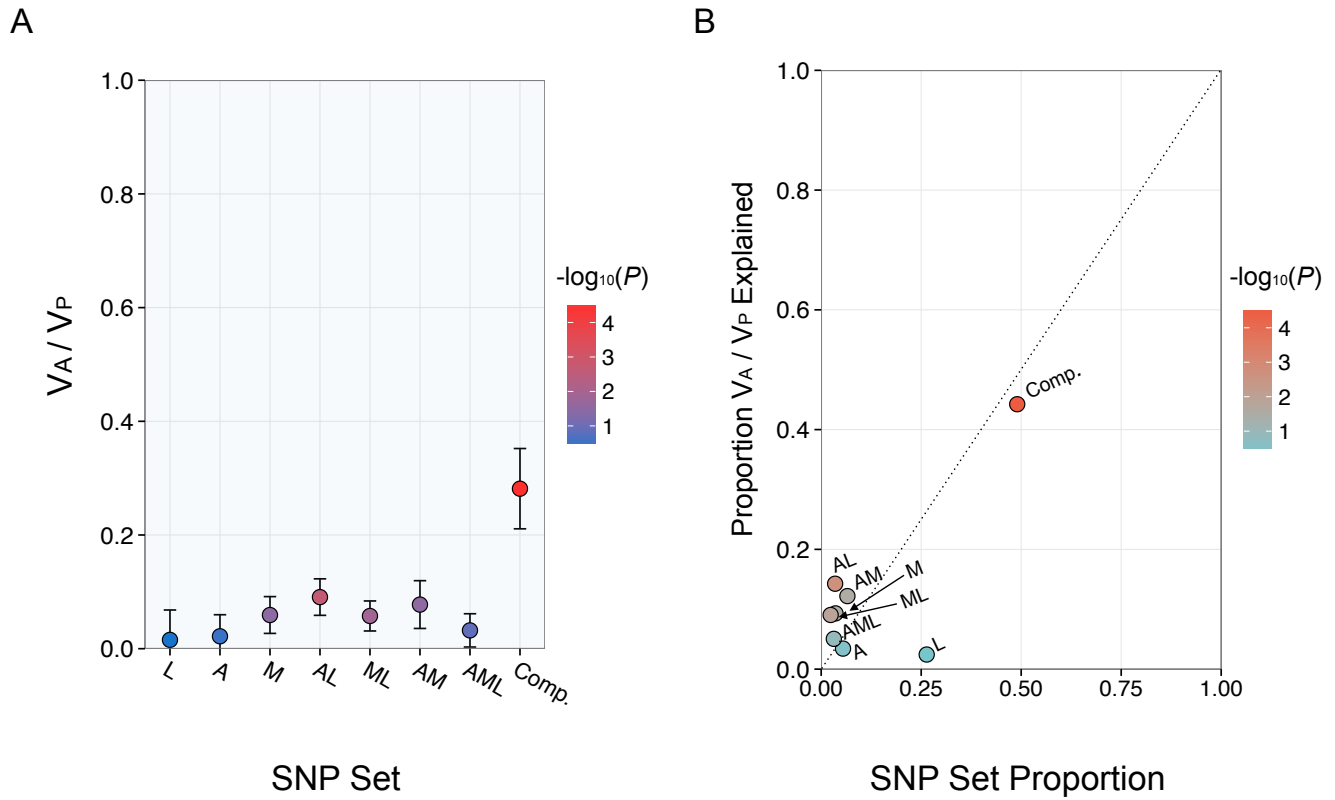 A
1.0
0.8
0.6
0.4
0.2
0.0
VA / VP
L
A
M
AL
ML
AM
AML
Comp.
SNP Set
-log10(P)
4
3
2
1
B
1.0
0.8
0.6
0.4
0.2
0.0
Proportion VA / VP Explained
Comp.
AL
AM
M
ML
AML
A
L
0.00
0.25
0.50
0.75
1.00
SNP Set Proportion
-log10(P)
4
3
2
1